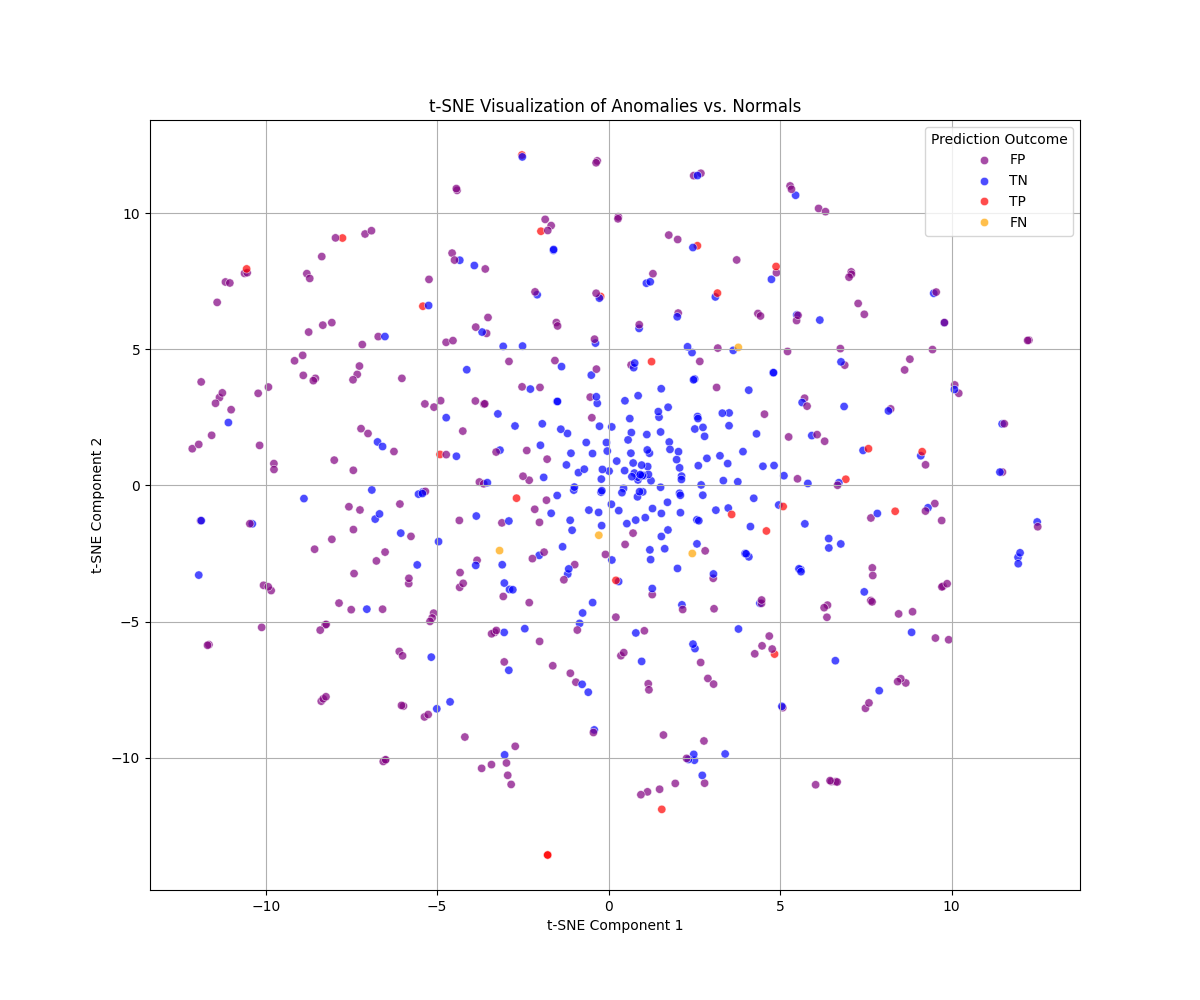 t-SNE Visualization of Anomalies vs. Normals
Prediction Outcome
FP
TN
TP
FN
10
5
0
−5
−10
t-SNE Component 2
−10
−5
0
5
10
t-SNE Component 1